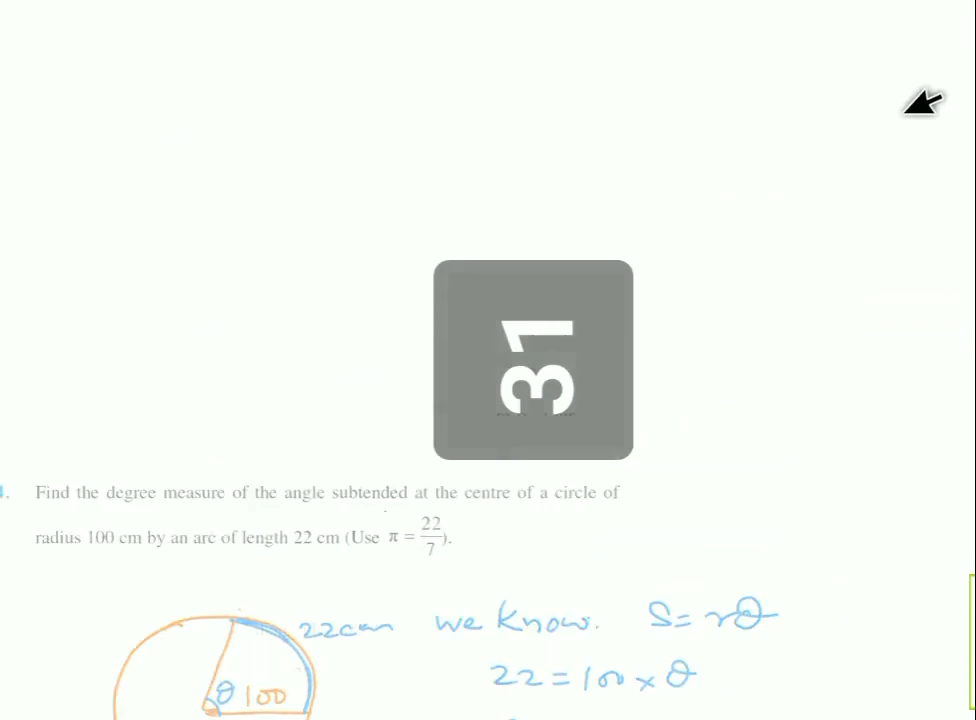 31
Find the degree measure of the angle subtended at the centre of a circle of
radius 100 cm by an arc of length 22 cm (Use π = 22/7).
22cm we know. S = rθ
22 = 100 × θ
θ 100